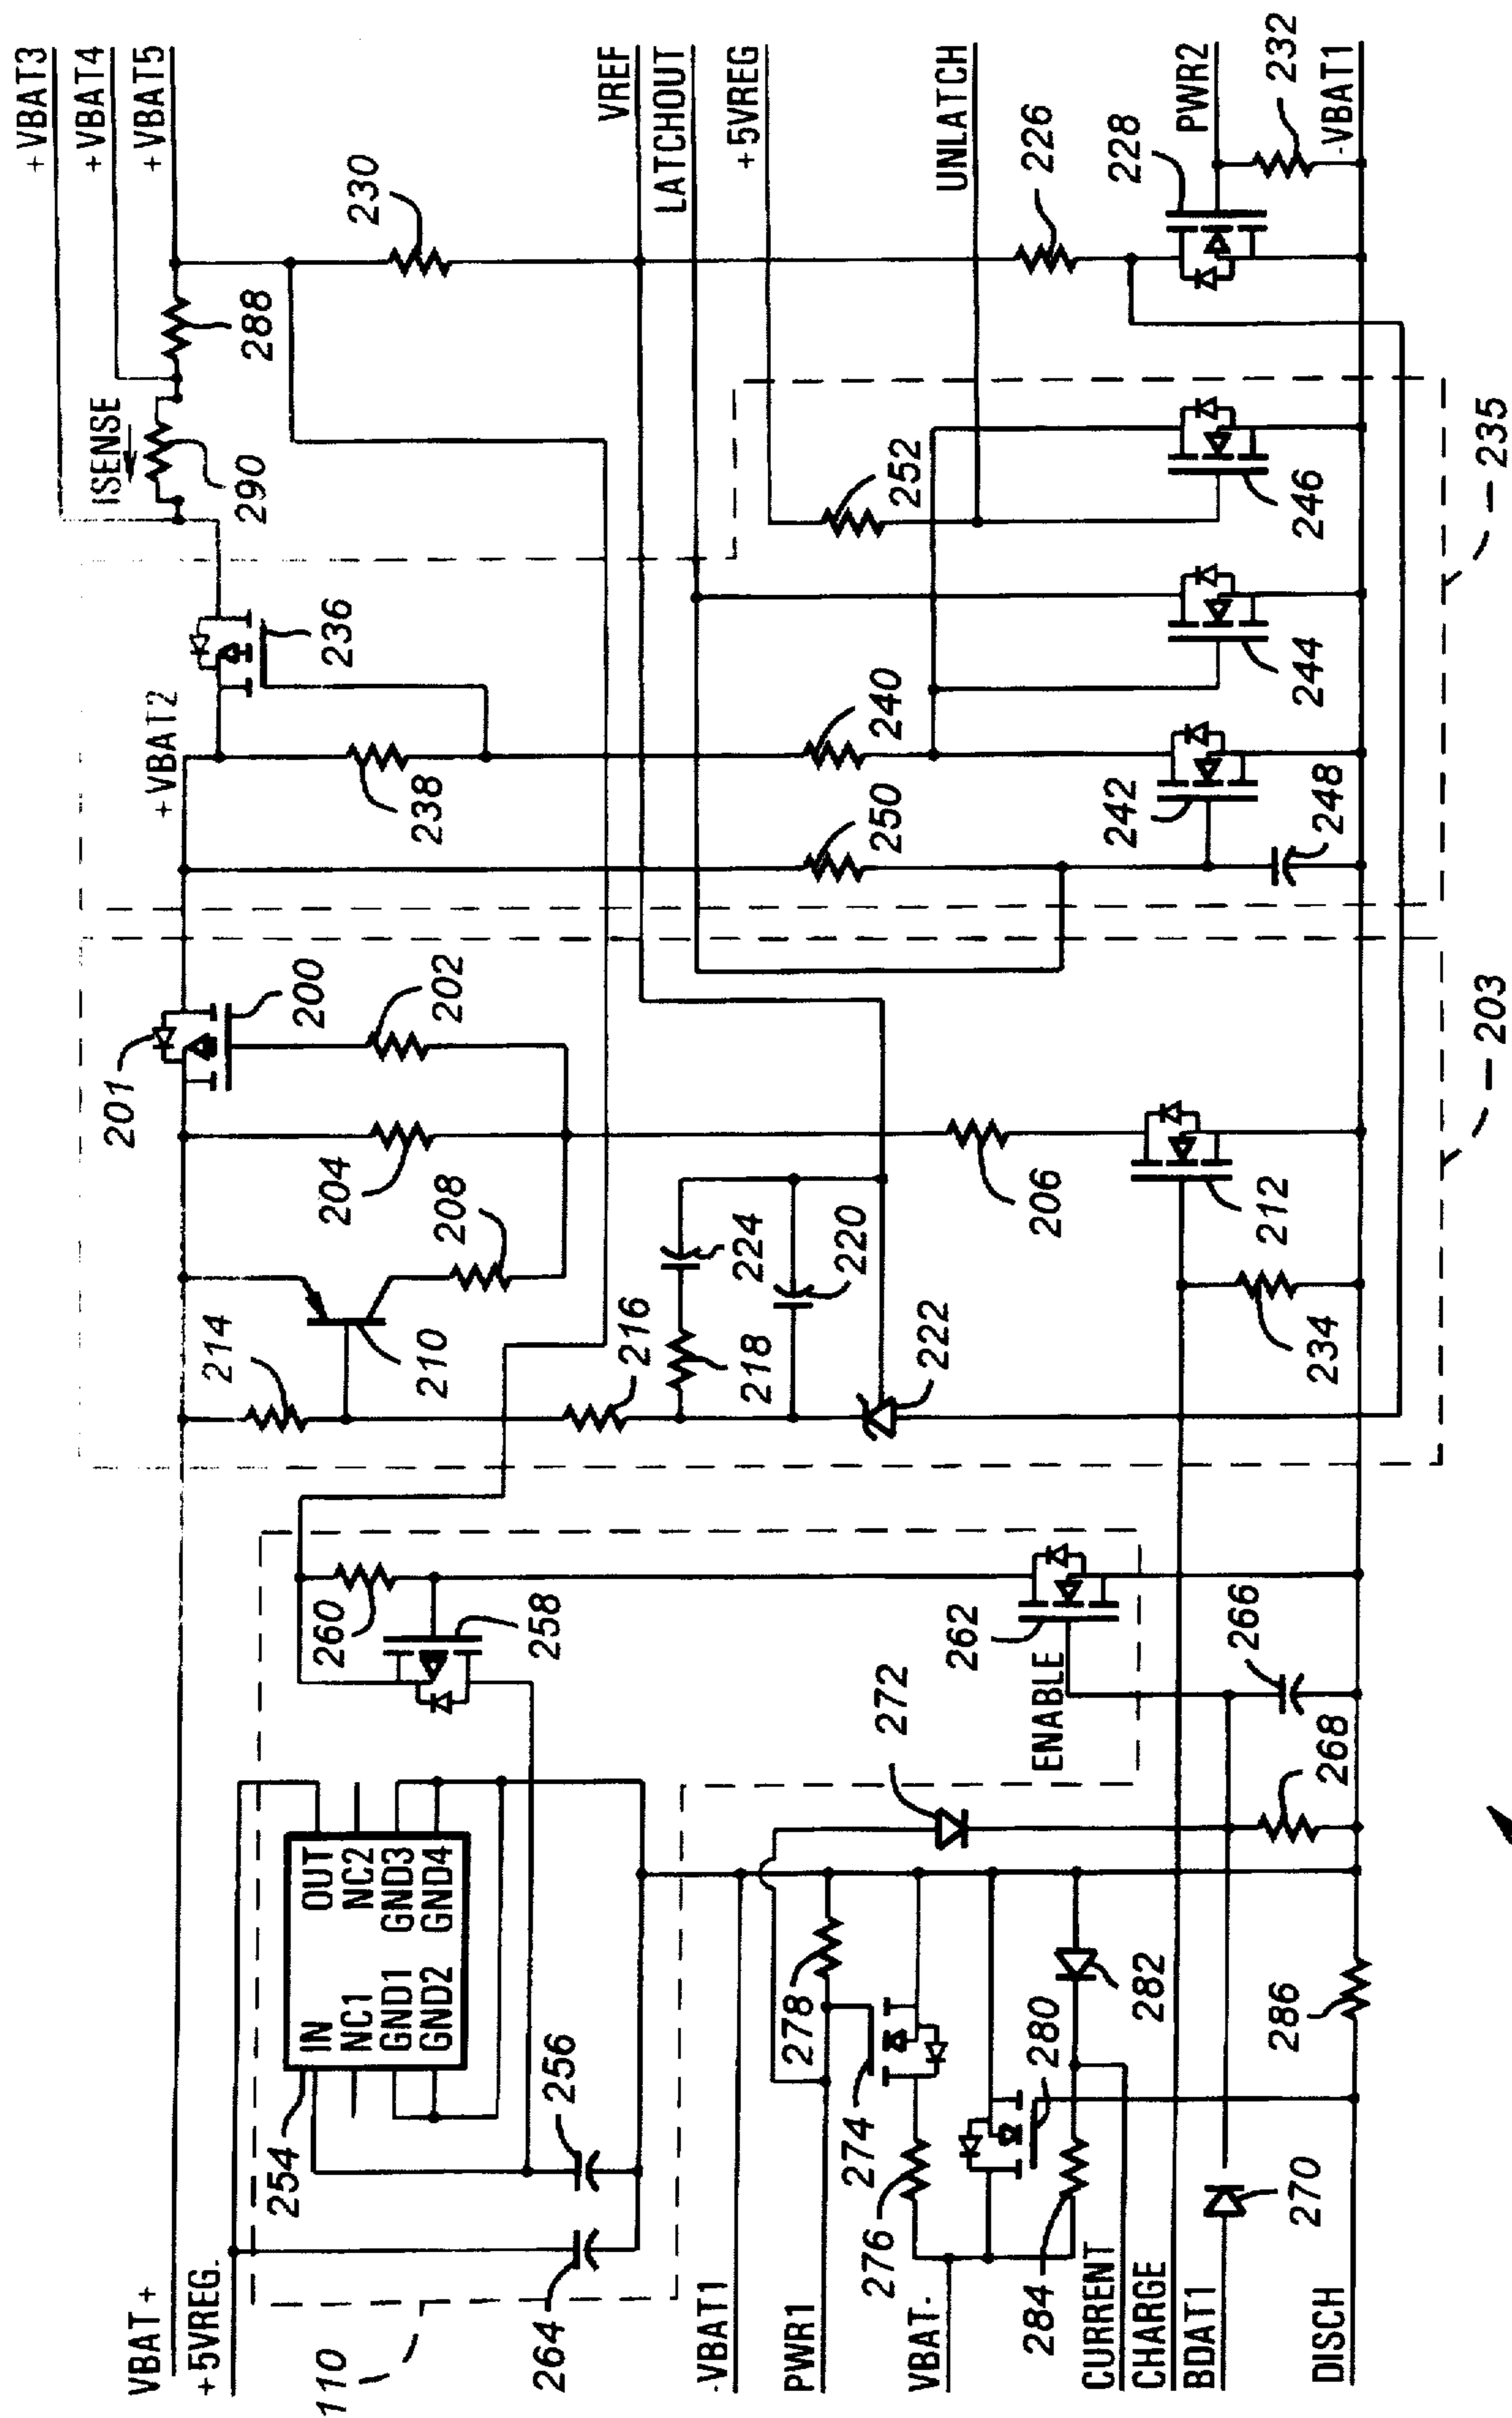 +VBAT3
+VBAT4
+VBAT5
VREF
LATCHOUT
+5VREG
UNLATCH
PWR2
-VBAT1
232
230
288
ISENSE
290
226
228
252
246
235
236
244
+VBAT2
238
240
250
242
248
201
200
202
203
204
208
206
212
214
210
216
224
218
220
222
234
260
258
262
ENABLE
266
272
268
OUT
NC2
GND3
GND4
IN
NC1
GND1
GND2
254
256
264
110
278
274
276
280
282
284
286
270
VBAT+
+5VREG.
-VBAT1
PWR1
VBAT-
CURRENT
CHARGE
BDAT1
DISCH